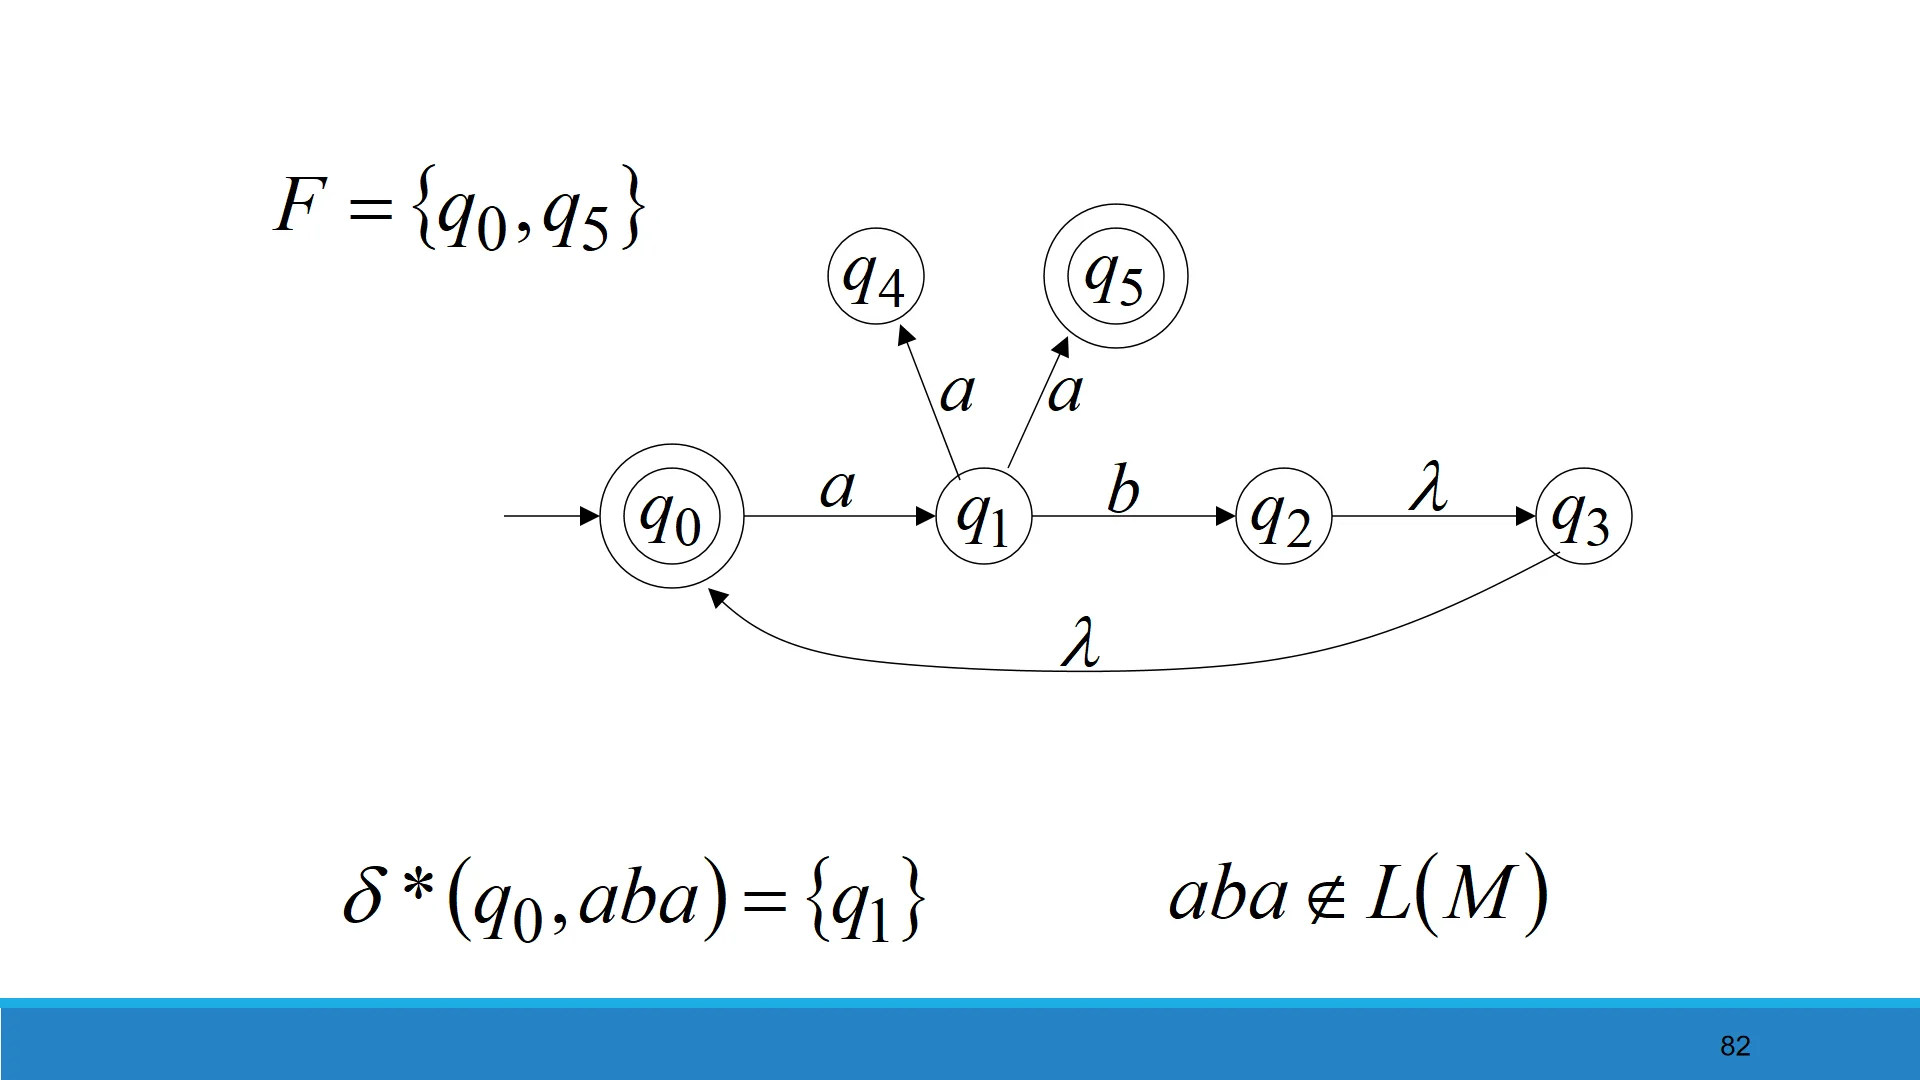 F = {q₀, q₅}
q₄
q₅
a
a
q₀
a
q₁
b
q₂
λ
q₃
λ
δ*(q₀, aba) = {q₁}
aba ∉ L(M)
82